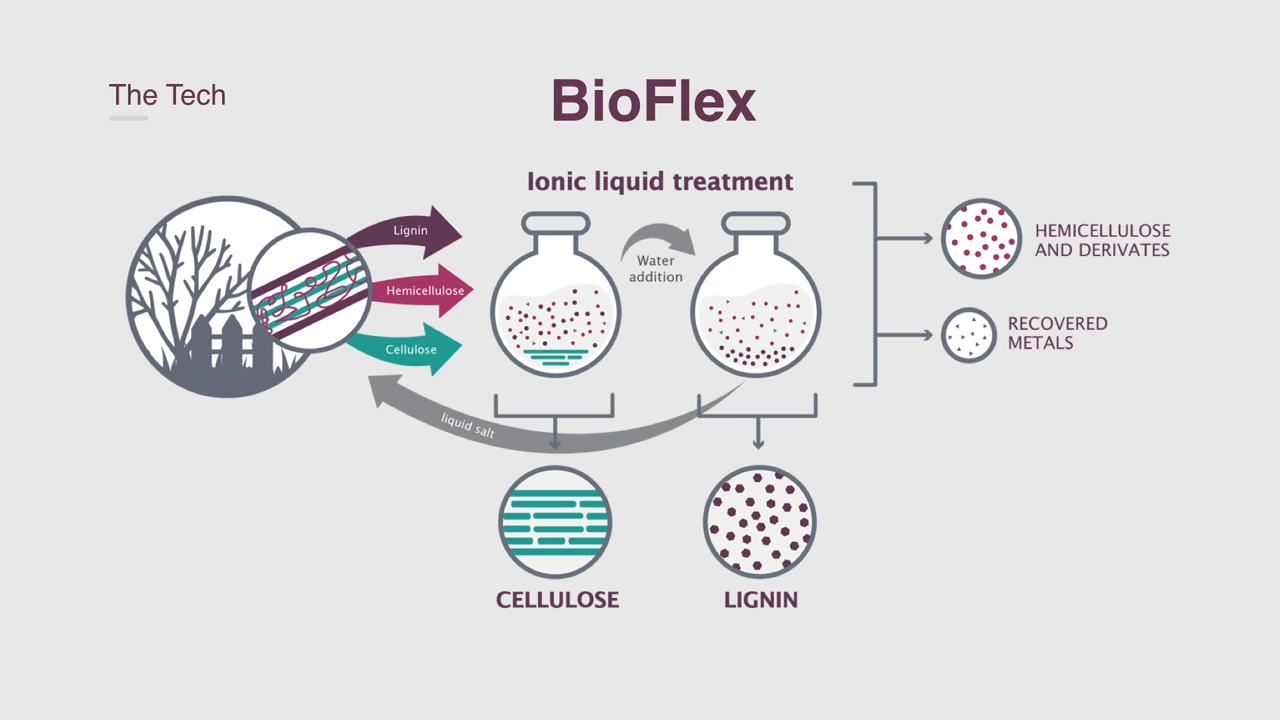 The Tech
BioFlex
Ionic liquid treatment
Lignin
Hemicellulose
Cellulose
Water
addition
liquid salt
HEMICELLULOSE
AND DERIVATES
RECOVERED
METALS
CELLULOSE
LIGNIN